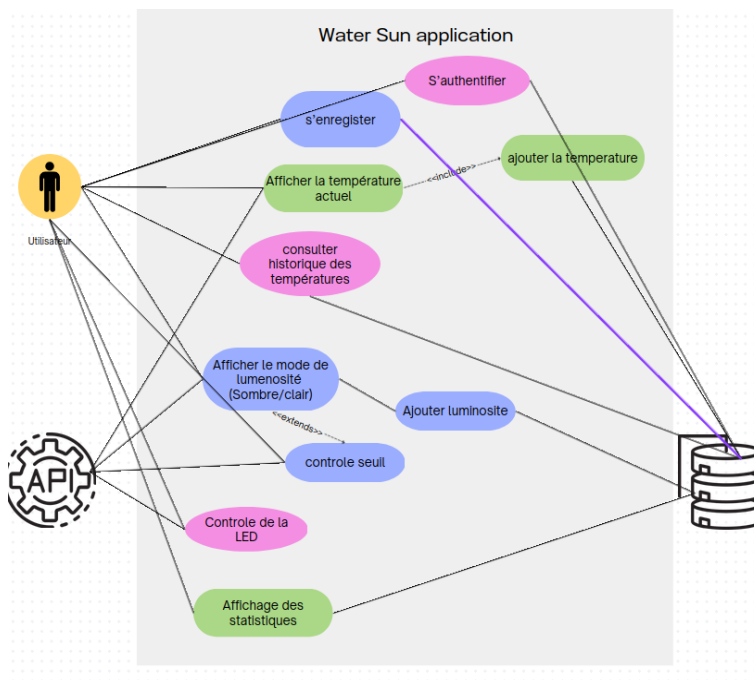 Water Sun application
S'authentifier
s'enregister
ajouter la temperature
Afficher la température
actuel
<<include>>
Utilisateur
consulter
historique des
températures
Afficher le mode de
lumenosité
(Sombre/clair)
Ajouter luminosite
<<extends>>
controle seuil
API
Controle de la
LED
Affichage des
statistiques